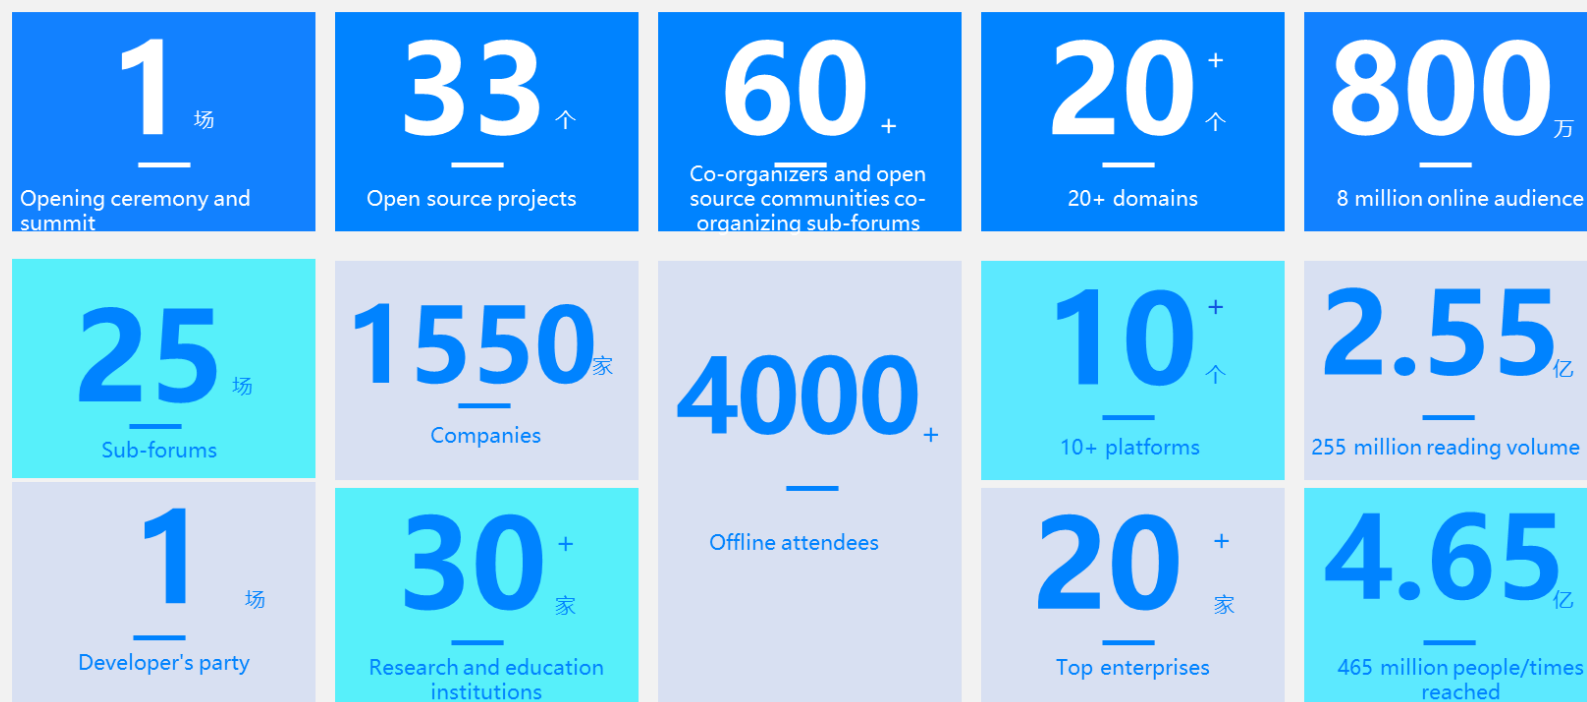 1 场
Opening ceremony and
summit
33 个
Open source projects
60 +
Co-organizers and open
source communities co-
organizing sub-forums
20 + 个
20+ domains
800 万
8 million online audience
25 场
Sub-forums
1550 家
Companies
4000 +
Offline attendees
10 + 个
10+ platforms
2.55 亿
255 million reading volume
1 场
Developer's party
30 + 家
Research and education
institutions
20 + 家
Top enterprises
4.65 亿
465 million people/times
reached